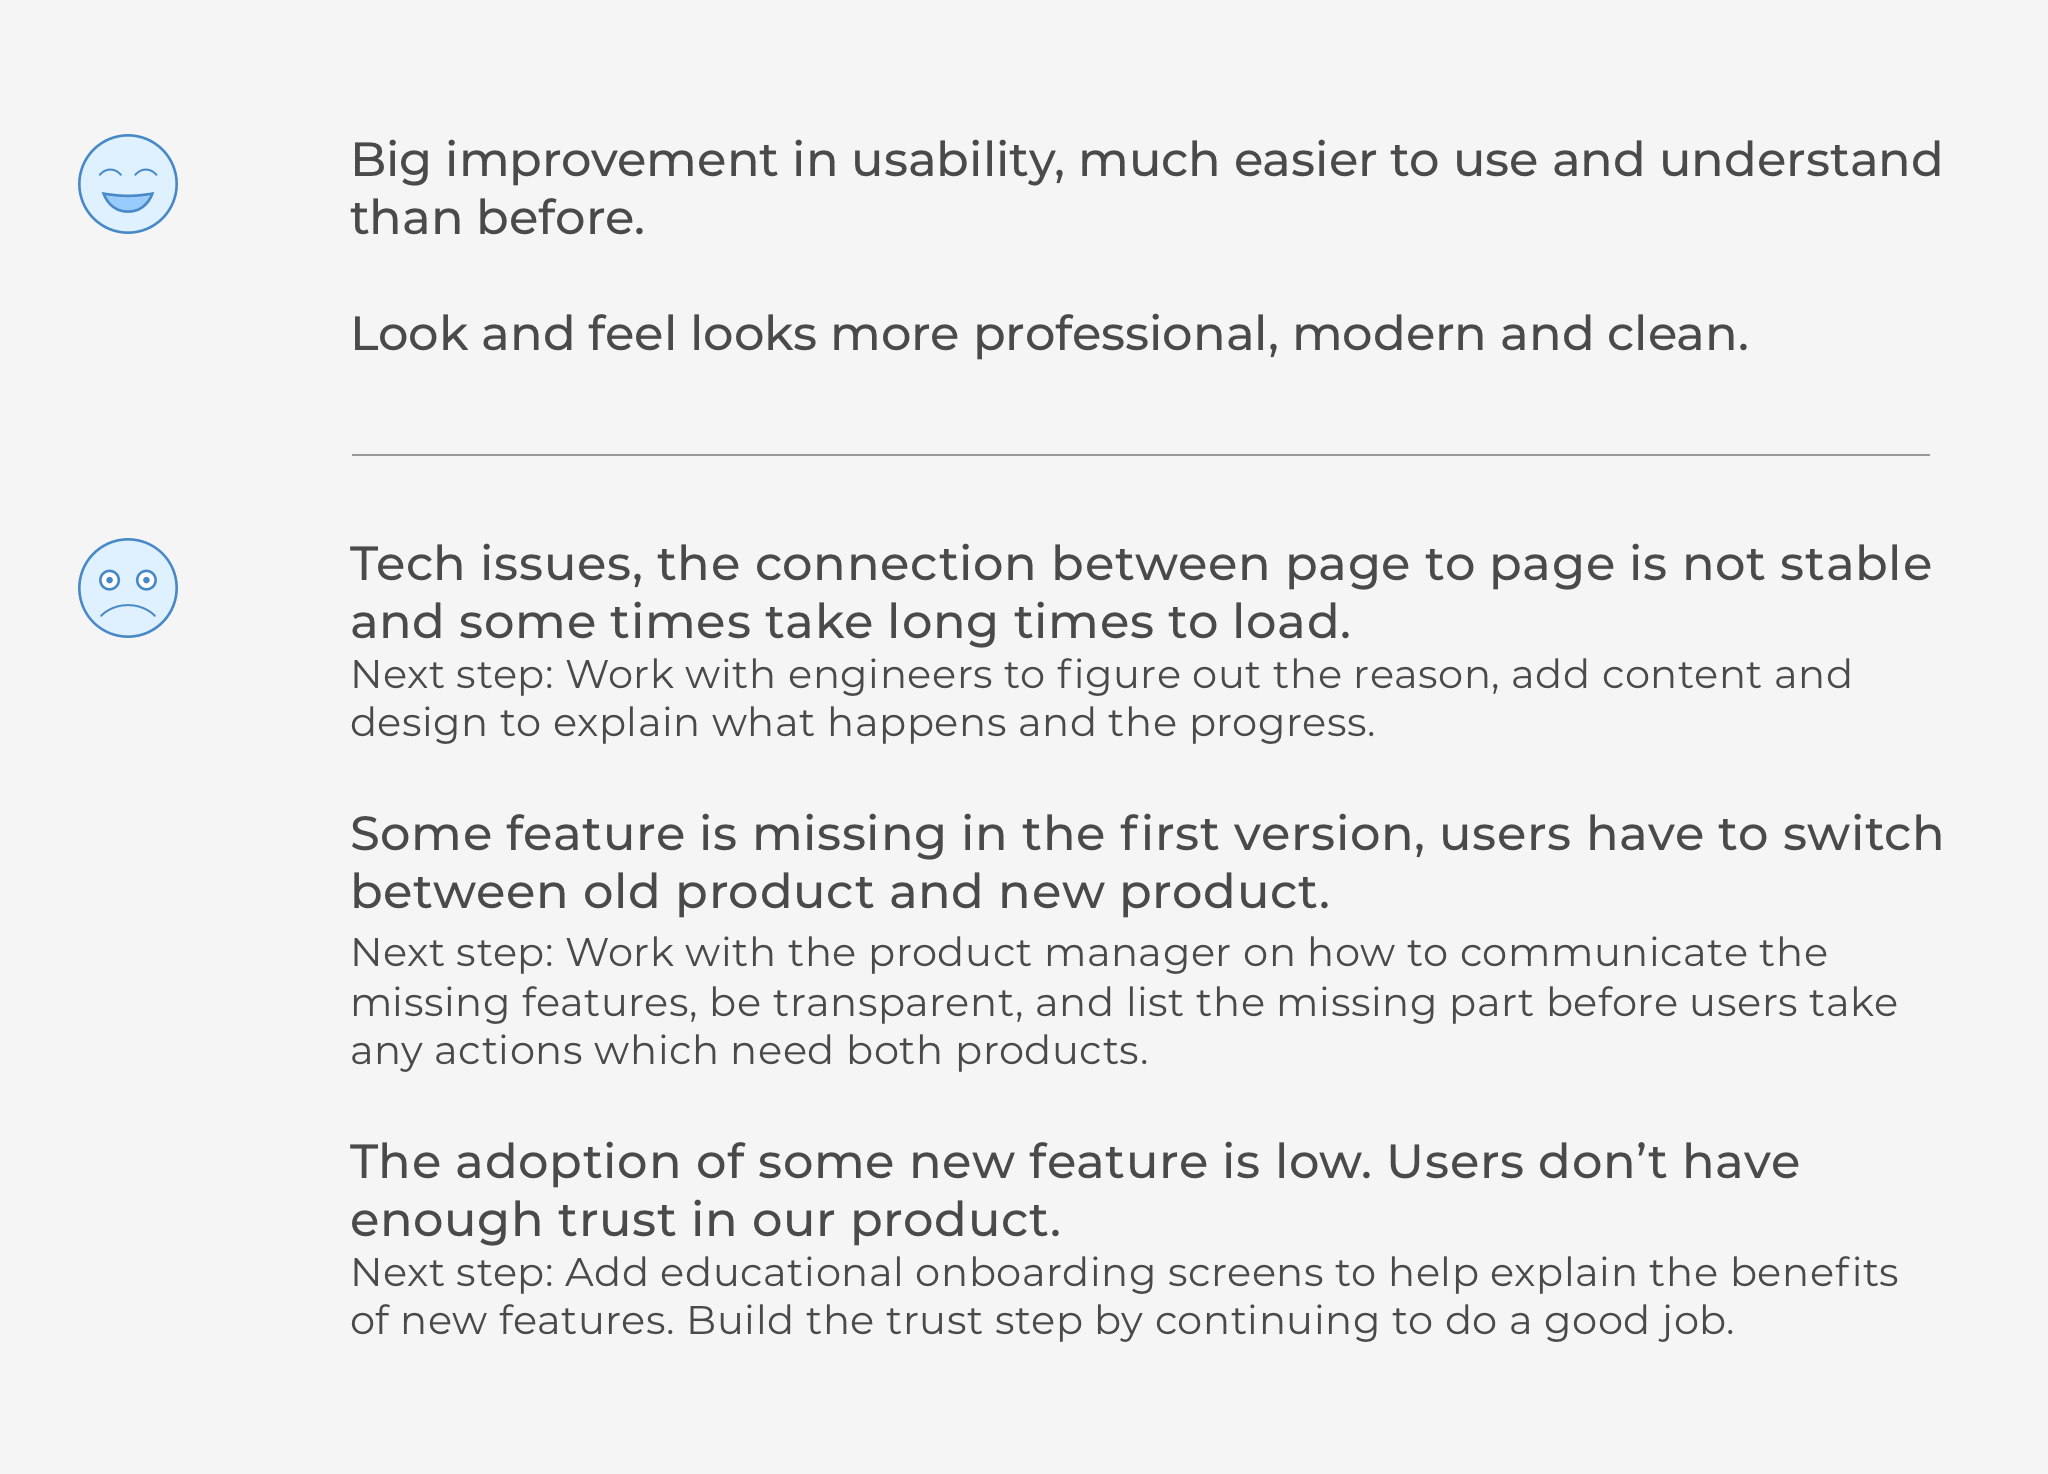 Big improvement in usability, much easier to use and understand
than before.
Look and feel looks more professional, modern and clean.
Tech issues, the connection between page to page is not stable
and some times take long times to load.
Next step: Work with engineers to figure out the reason, add content and
design to explain what happens and the progress.
Some feature is missing in the first version, users have to switch
between old product and new product.
Next step: Work with the product manager on how to communicate the
missing features, be transparent, and list the missing part before users take
any actions which need both products.
The adoption of some new feature is low. Users don’t have
enough trust in our product.
Next step: Add educational onboarding screens to help explain the benefits
of new features. Build the trust step by continuing to do a good job.